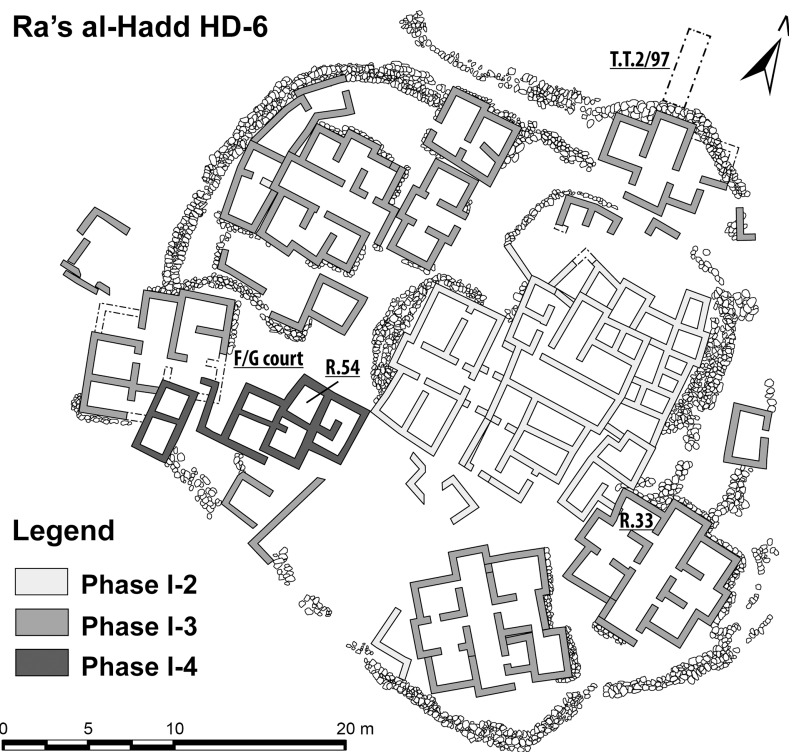 Ra's al-Hadd HD-6
T.T.2/97
N
F/G court
R.54
R.33
Legend
Phase I-2
Phase I-3
Phase I-4
0 5 10 20 m